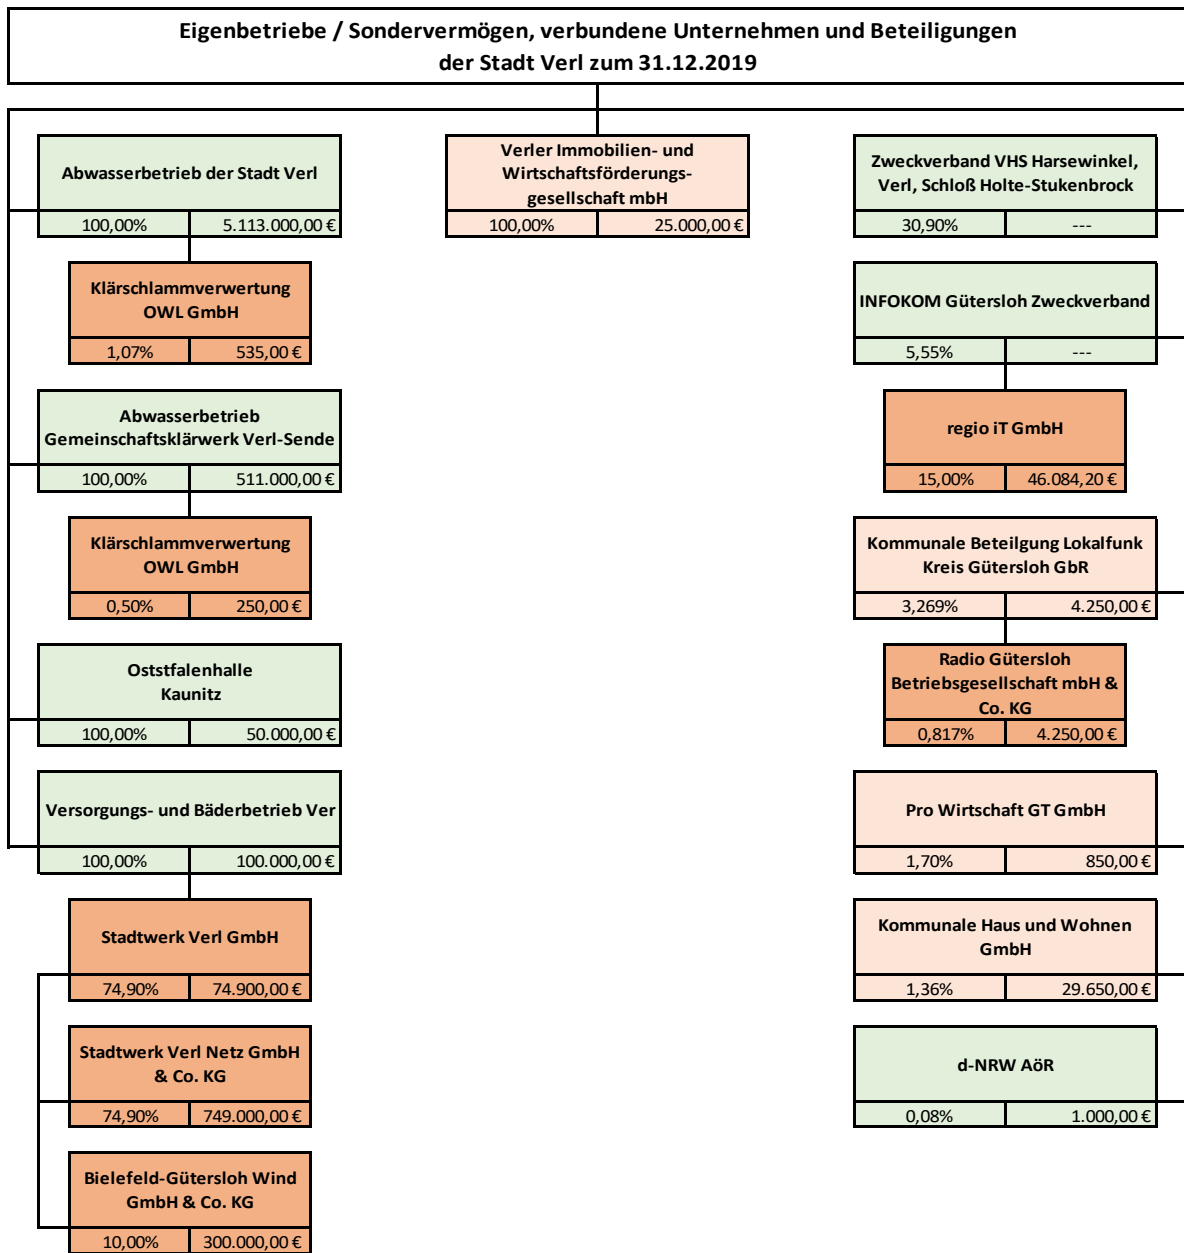 Eigenbetriebe / Sondervermögen, verbundene Unternehmen und Beteiligungen
der Stadt Verl zum 31.12.2019
Abwasserbetrieb der Stadt Verl
100,00% 5.113.000,00 €
Klärschlammverwertung
OWL GmbH
1,07% 535,00 €
Abwasserbetrieb
Gemeinschaftsklärwerk Verl-Sende
100,00% 511.000,00 €
Klärschlammverwertung
OWL GmbH
0,50% 250,00 €
Oststfalenhalle
Kaunitz
100,00% 50.000,00 €
Versorgungs- und Bäderbetrieb Ver
100,00% 100.000,00 €
Stadtwerk Verl GmbH
74,90% 74.900,00 €
Stadtwerk Verl Netz GmbH
& Co. KG
74,90% 749.000,00 €
Bielefeld-Gütersloh Wind
GmbH & Co. KG
10,00% 300.000,00 €
Verler Immobilien- und
Wirtschaftsförderungs-
gesellschaft mbH
100,00% 25.000,00 €
Zweckverband VHS Harsewinkel,
Verl, Schloß Holte-Stukenbrock
30,90% ---
INFOKOM Gütersloh Zweckverband
5,55% ---
regio iT GmbH
15,00% 46.084,20 €
Kommunale Beteilgung Lokalfunk
Kreis Gütersloh GbR
3,269% 4.250,00 €
Radio Gütersloh
Betriebsgesellschaft mbH &
Co. KG
0,817% 4.250,00 €
Pro Wirtschaft GT GmbH
1,70% 850,00 €
Kommunale Haus und Wohnen
GmbH
1,36% 29.650,00 €
d-NRW AöR
0,08% 1.000,00 €